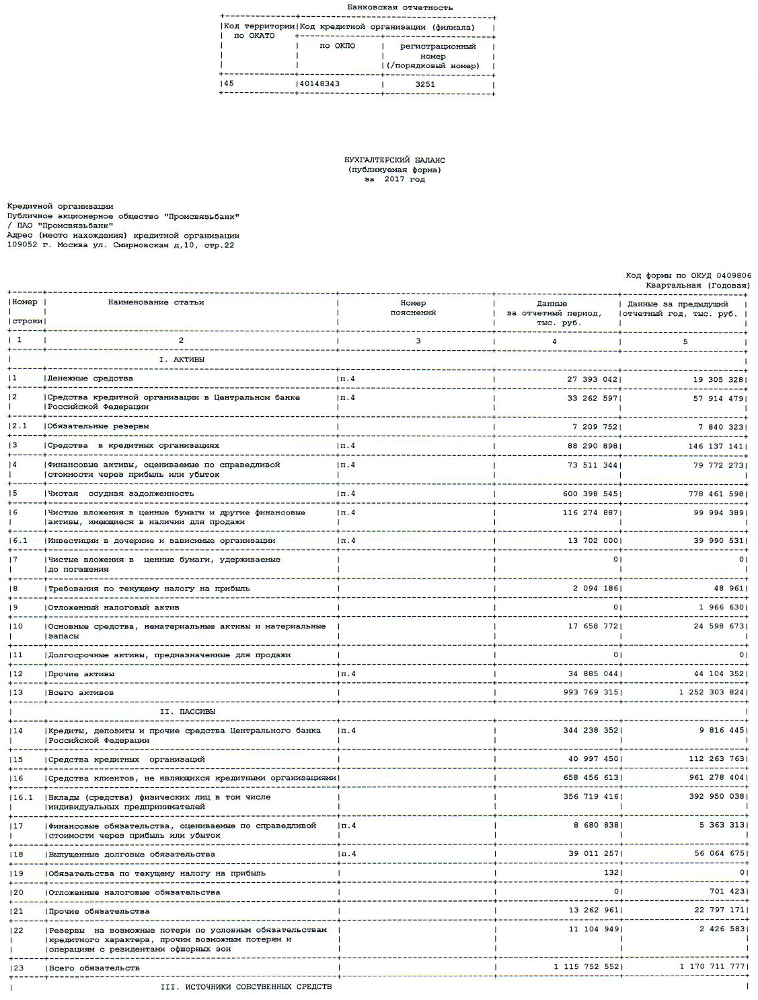 Банковская отчетность
Код территории по ОКАТО | Код кредитной организации (филиала)
по ОКПО | регистрационный номер (/порядковый номер)
45 | 40148343 | 3251
БУХГАЛТЕРСКИЙ БАЛАНС
(публикуемая форма)
за 2017 год
Кредитной организации
Публичное акционерное общество "Промсвязьбанк"
/ ПАО "Промсвязьбанк"
Адрес (место нахождения) кредитной организации
109052 г. Москва ул. Смирновская д,10, стр.22
Код формы по ОКУД 0409806
Квартальная (Годовая)
Номер строки | Наименование статьи | Номер пояснений | Данные за отчетный период, тыс. руб. | Данные за предыдущий отчетный год, тыс. руб.
1 | 2 | 3 | 4 | 5
I. АКТИВЫ
1 | Денежные средства | п.4 | 27 393 042 | 19 305 328
2 | Средства кредитной организации в Центральном банке | п.4 | 33 262 597 | 57 914 479
Российской Федерации
2.1 | Обязательные резервы | 7 209 752 | 7 840 323
3 | Средства в кредитных организациях | п.4 | 88 290 898 | 146 137 141
4 | Финансовые активы, оцениваемые по справедливой | п.4 | 73 511 344 | 79 772 273
стоимости через прибыль или убыток
5 | Чистая ссудная задолженность | п.4 | 600 398 545 | 778 461 598
6 | Чистые вложения в ценные бумаги и другие финансовые | п.4 | 116 274 887 | 99 994 389
активы, имеющиеся в наличии для продажи
6.1 | Инвестиции в дочерние и зависимые организации | п.4 | 13 702 000 | 39 990 531
7 | Чистые вложения в ценные бумаги, удерживаемые | 0 | 0
до погашения
8 | Требования по текущему налогу на прибыль | 2 094 186 | 48 961
9 | Отложенный налоговый актив | 0 | 1 966 630
10 | Основные средства, нематериальные активы и материальные | 17 658 772 | 24 598 673
запасы
11 | Долгосрочные активы, предназначенные для продажи | 0 | 0
12 | Прочие активы | п.4 | 34 885 044 | 44 104 352
13 | Всего активов | 993 769 315 | 1 252 303 824
II. ПАССИВЫ
14 | Кредиты, депозиты и прочие средства Центрального банка | п.4 | 344 238 352 | 9 816 445
Российской Федерации
15 | Средства кредитных организаций | 40 997 450 | 112 263 763
16 | Средства клиентов, не являющихся кредитными организациями | 658 456 613 | 961 278 404
16.1 | Вклады (средства) физических лиц в том числе | 356 719 416 | 392 950 038
индивидуальных предпринимателей
17 | Финансовые обязательства, оцениваемые по справедливой | п.4 | 8 680 838 | 5 363 313
стоимости через прибыль или убыток
18 | Выпущенные долговые обязательства | п.4 | 39 011 257 | 56 064 675
19 | Обязательства по текущему налогу на прибыль | 132 | 0
20 | Отложенные налоговые обязательства | 0 | 701 423
21 | Прочие обязательства | 13 262 961 | 22 797 171
22 | Резервы на возможные потери по условным обязательствам | 11 104 949 | 2 426 583
кредитного характера, прочим возможным потерям и
операциям с резидентами офшорных зон
23 | Всего обязательств | 1 115 752 552 | 1 170 711 777
III. ИСТОЧНИКИ СОБСТВЕННЫХ СРЕДСТВ